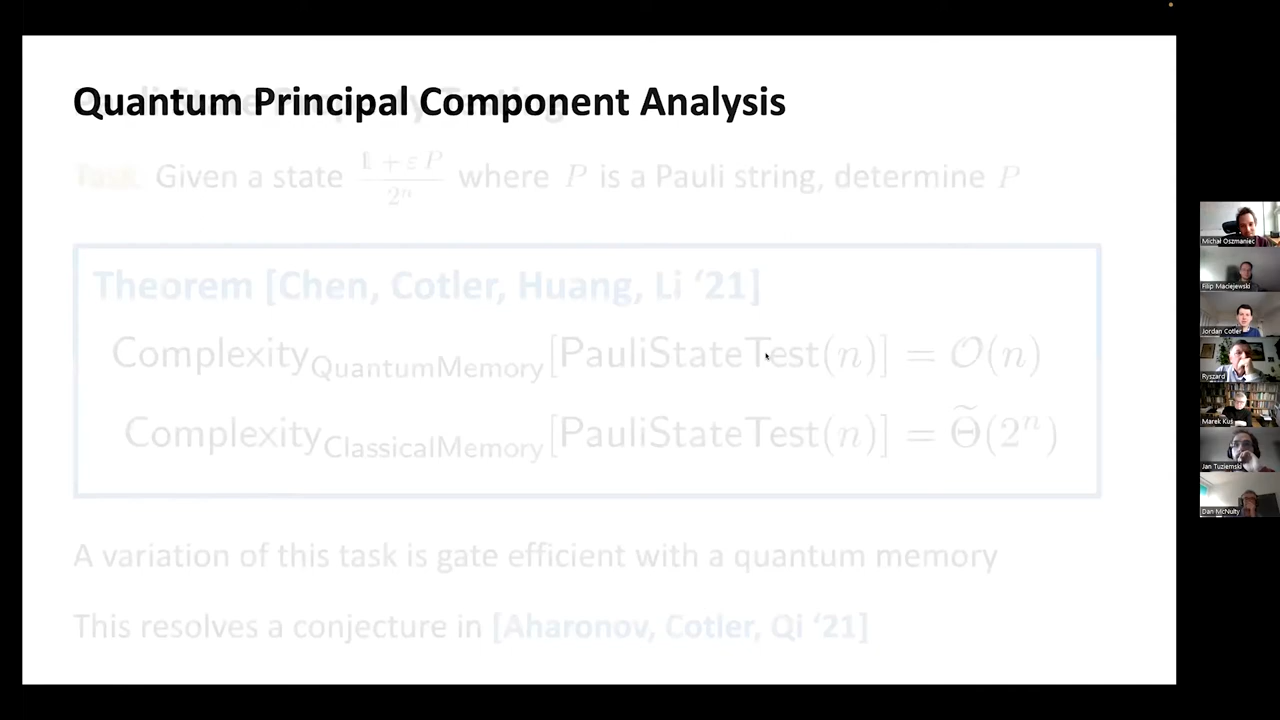 Quantum Principal Component Analysis
Task: Given a state 𝟙 + ε P / 2ⁿ where P is a Pauli string, determine P
Theorem [Chen, Cotler, Huang, Li ‘21]
Complexity_QuantumMemory[PauliStateTest(n)] = O(n)
Complexity_ClassicalMemory[PauliStateTest(n)] = Θ̃(2ⁿ)
A variation of this task is gate efficient with a quantum memory
This resolves a conjecture in [Aharonov, Cotler, Qi ‘21]
Michał Oszmaniec
Filip Maciejewski
Jordan Cotler
Ryszard
Marek Kuś
Jan Tuziemski
Dan McNulty